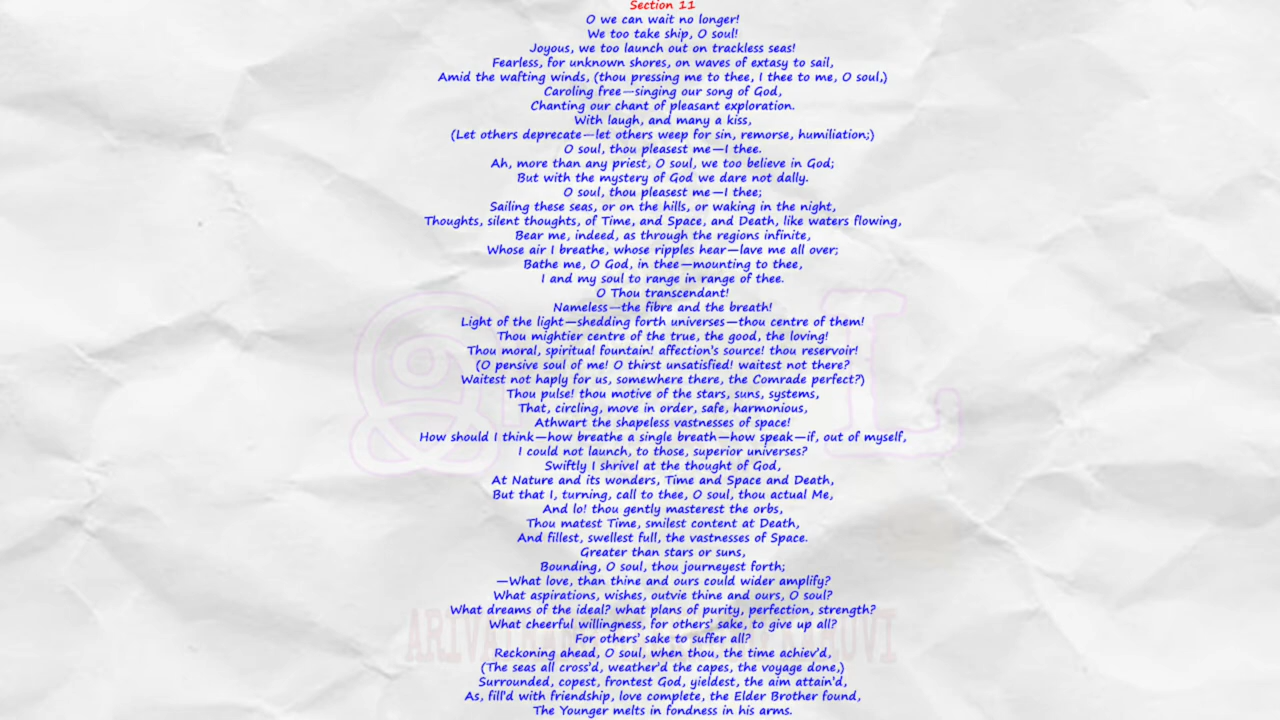 Section 11
O we can wait no longer!
We too take ship, O soul!
Joyous, we too launch out on trackless seas!
Fearless, for unknown shores, on waves of extasy to sail,
Amid the wafting winds, (thou pressing me to thee, I thee to me, O soul,)
Caroling free—singing our song of God,
Chanting our chant of pleasant exploration.
With laugh, and many a kiss,
(Let others deprecate—let others weep for sin, remorse, humiliation;)
O soul, thou pleasest me—I thee.
Ah, more than any priest, O soul, we too believe in God;
But with the mystery of God we dare not dally.
O soul, thou pleasest me—I thee;
Sailing these seas, or on the hills, or waking in the night,
Thoughts, silent thoughts, of Time, and Space, and Death, like waters flowing,
Bear me, indeed, as through the regions infinite,
Whose air I breathe, whose ripples hear—lave me all over;
Bathe me, O God, in thee—mounting to thee,
I and my soul to range in range of thee.
O Thou transcendant!
Nameless—the fibre and the breath!
Light of the light—shedding forth universes—thou centre of them!
Thou mightier centre of the true, the good, the loving!
Thou moral, spiritual fountain! affection's source! thou reservoir!
(O pensive soul of me! O thirst unsatisfied! waitest not there?
Waitest not haply for us, somewhere there, the Comrade perfect?)
Thou pulse! thou motive of the stars, suns, systems,
That, circling, move in order, safe, harmonious,
Athwart the shapeless vastnesses of space!
How should I think—how breathe a single breath—how speak—if, out of myself,
I could not launch, to those, superior universes?
Swiftly I shrivel at the thought of God,
At Nature and its wonders, Time and Space and Death,
But that I, turning, call to thee, O soul, thou actual Me,
And lo! thou gently masterest the orbs,
Thou matest Time, smilest content at Death,
And fillest, swellest full, the vastnesses of Space.
Greater than stars or suns,
Bounding, O soul, thou journeyest forth;
—What love, than thine and ours could wider amplify?
What aspirations, wishes, outvie thine and ours, O soul?
What dreams of the ideal? what plans of purity, perfection, strength?
What cheerful willingness, for others' sake, to give up all?
For others' sake to suffer all?
Reckoning ahead, O soul, when thou, the time achiev'd,
(The seas all cross'd, weather'd the capes, the voyage done,)
Surrounded, copest, frontest God, yieldest, the aim attain'd,
As, fill'd with friendship, love complete, the Elder Brother found,
The Younger melts in fondness in his arms.